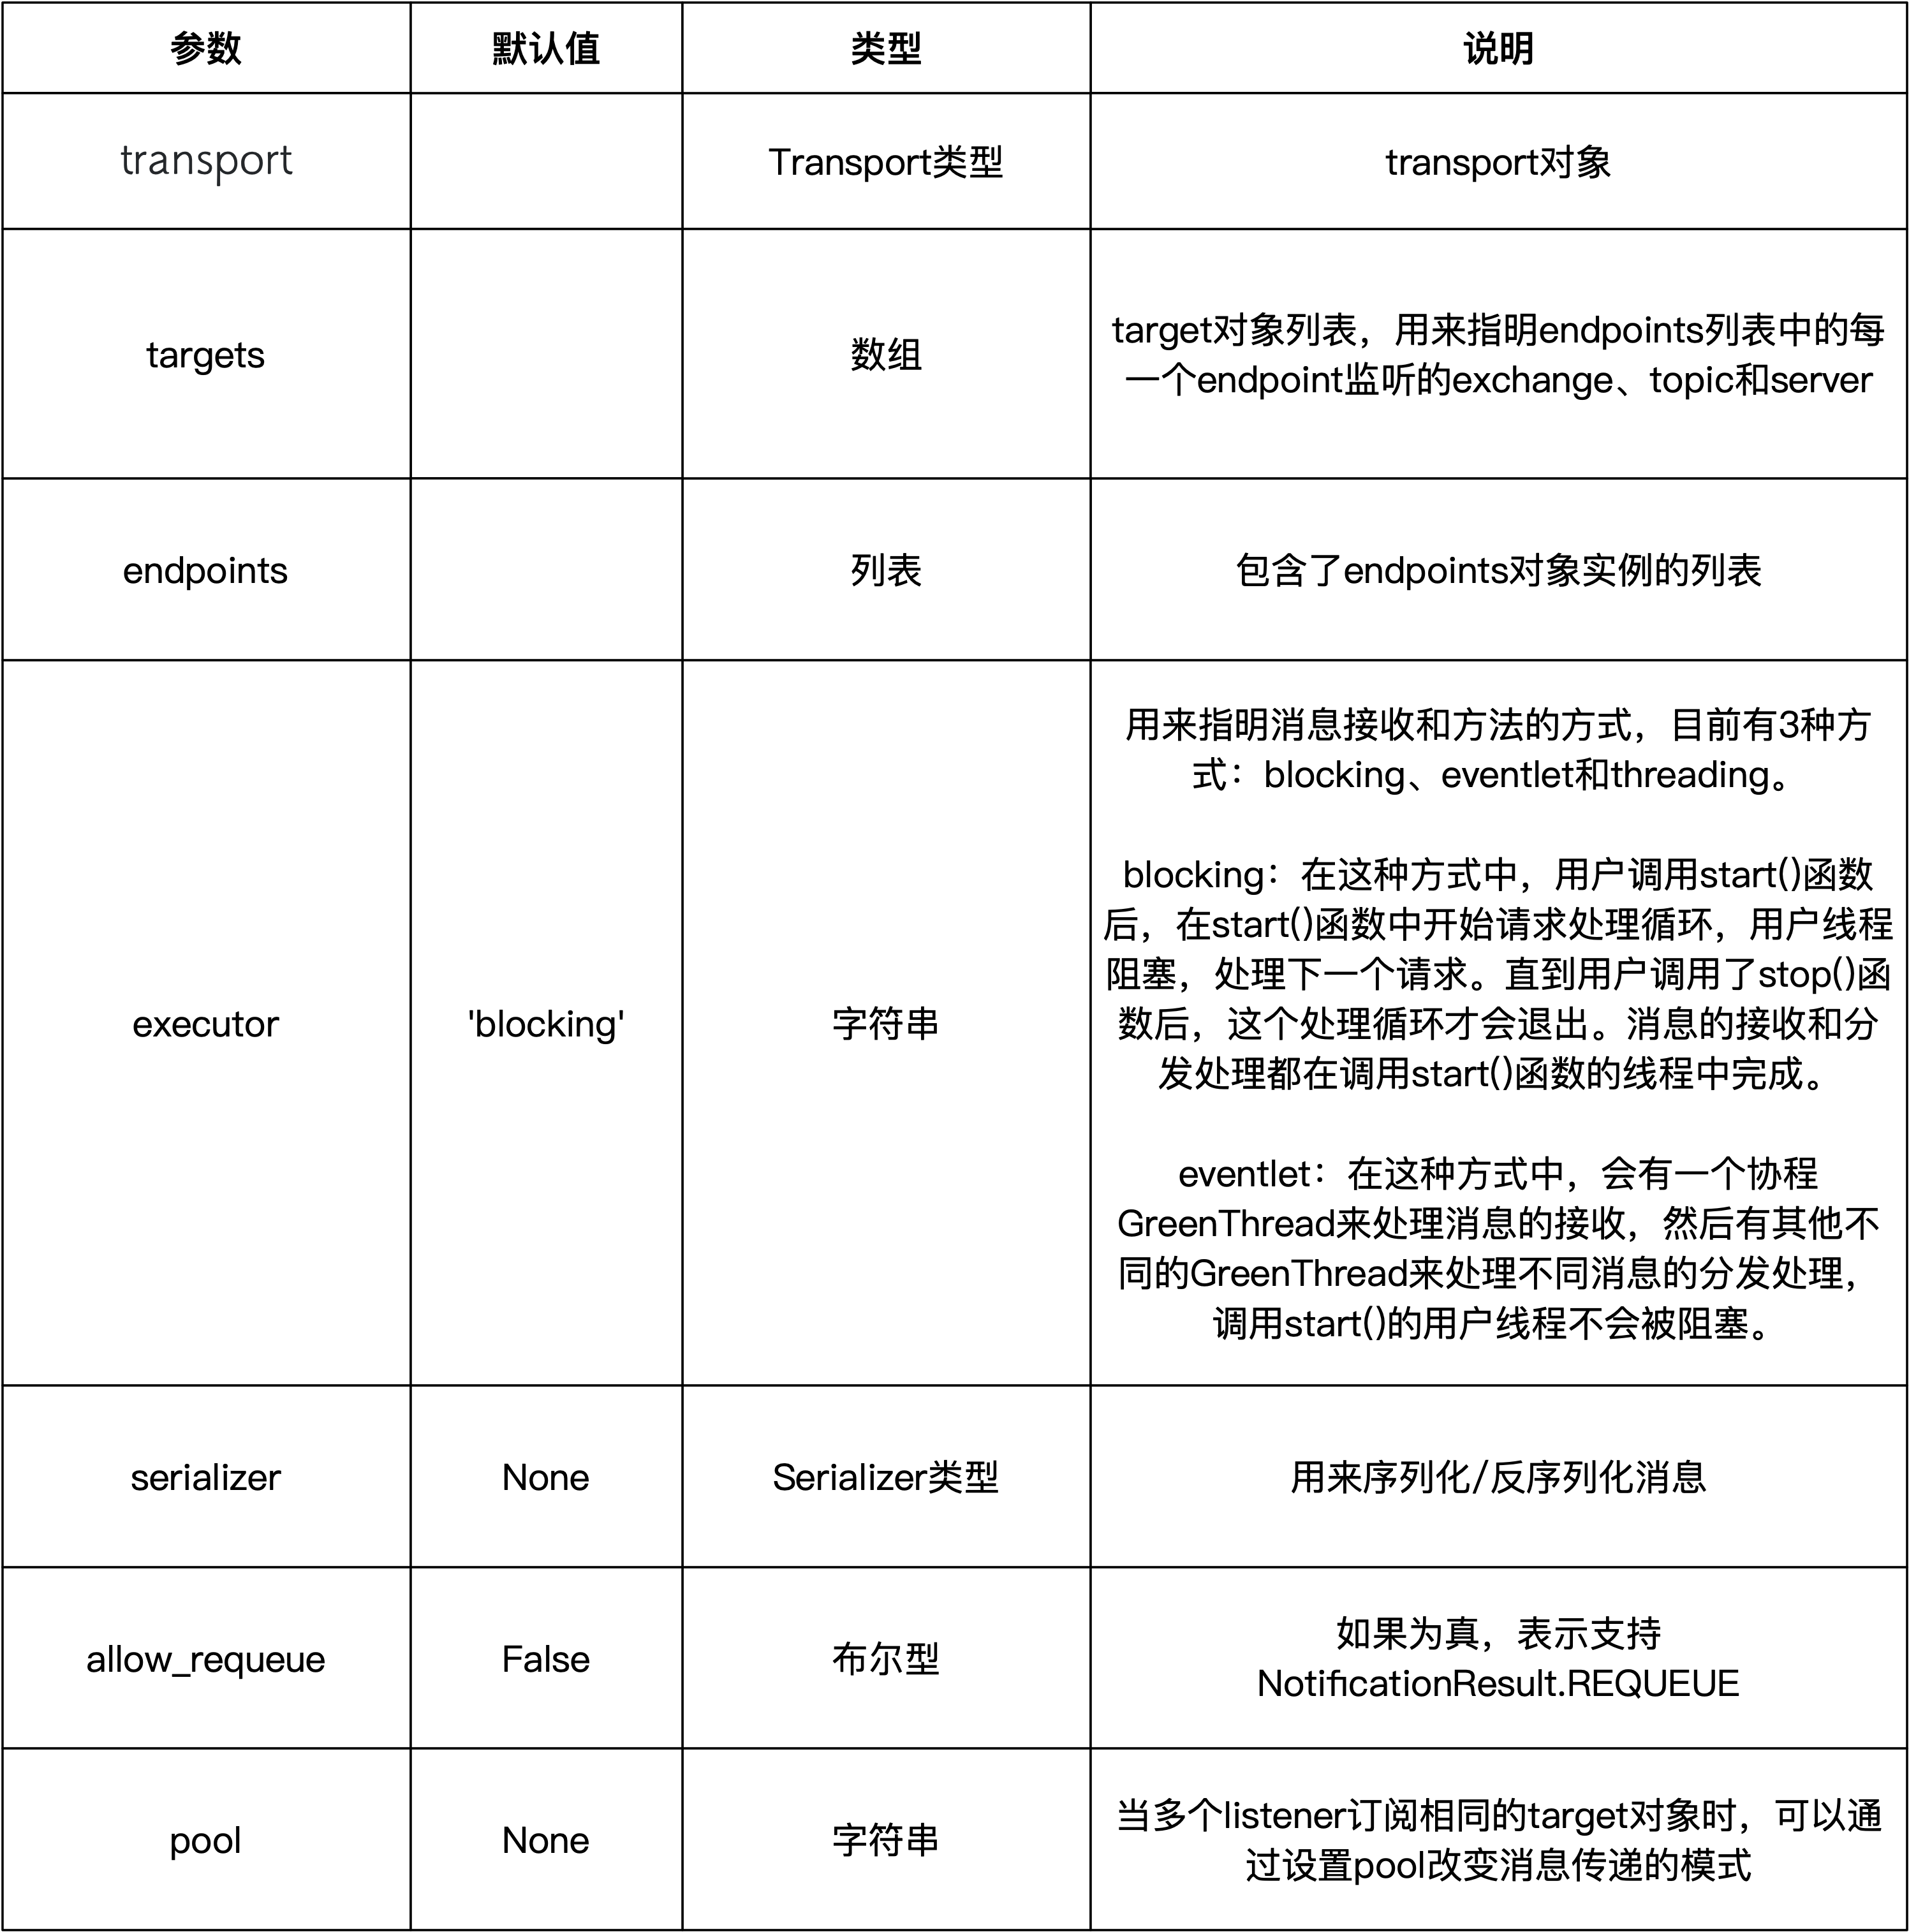 参数 默认值 类型 说明
transport Transport类型 transport对象
target对象列表，用来指明endpoints列表中的每
targets 数组
一个endpoint监听的exchange、topic和server
endpoints 列表 包含了endpoints对象实例的列表
用来指明消息接收和方法的方式，目前有3种方
式：blocking、eventlet和threading。
blocking：在这种方式中，用户调用start()函数
后，在start()函数中开始请求处理循环，用户线程
阻塞，处理下一个请求。直到用户调用了stop()函
executor 'blocking' 字符串
数后，这个处理循环才会退出。消息的接收和分
发处理都在调用start()函数的线程中完成。
eventlet：在这种方式中，会有一个协程
GreenThread来处理消息的接收，然后有其他不
同的GreenThread来处理不同消息的分发处理，
调用start()的用户线程不会被阻塞。
serializer None Serializer类型 用来序列化/反序列化消息
如果为真，表示支持
allow_requeue False 布尔型
NotificationResult.REQUEUE
当多个listener订阅相同的target对象时，可以通
pool None 字符串
过设置pool改变消息传递的模式